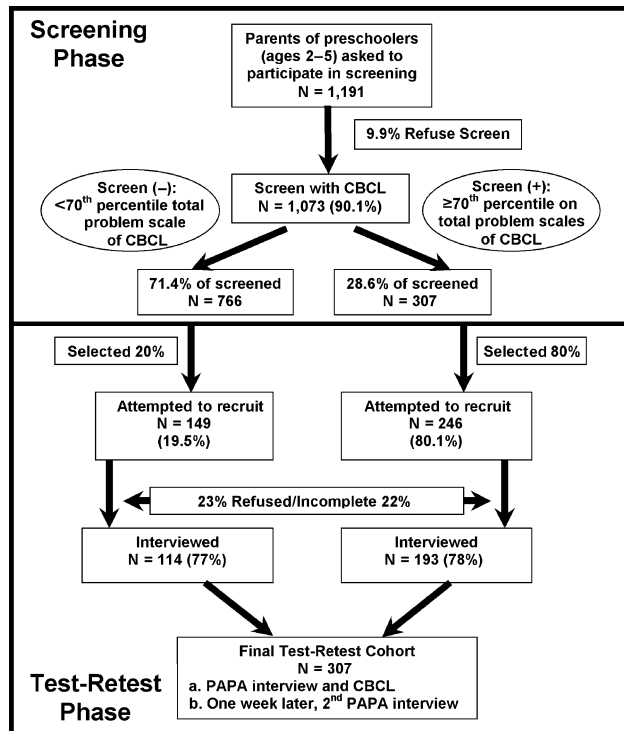 Screening
Phase
Parents of preschoolers
(ages 2–5) asked to
participate in screening
N = 1,191
9.9% Refuse Screen
Screen (–):
<70th percentile total
problem scale
of CBCL
Screen with CBCL
N = 1,073 (90.1%)
Screen (+):
≥70th percentile on
total problem scales
of CBCL
71.4% of screened
N = 766
28.6% of screened
N = 307
Selected 20%
Selected 80%
Attempted to recruit
N = 149
(19.5%)
Attempted to recruit
N = 246
(80.1%)
23% Refused/Incomplete 22%
Interviewed
N = 114 (77%)
Interviewed
N = 193 (78%)
Final Test-Retest Cohort
N = 307
a. PAPA interview and CBCL
b. One week later, 2nd PAPA interview
Test-Retest
Phase